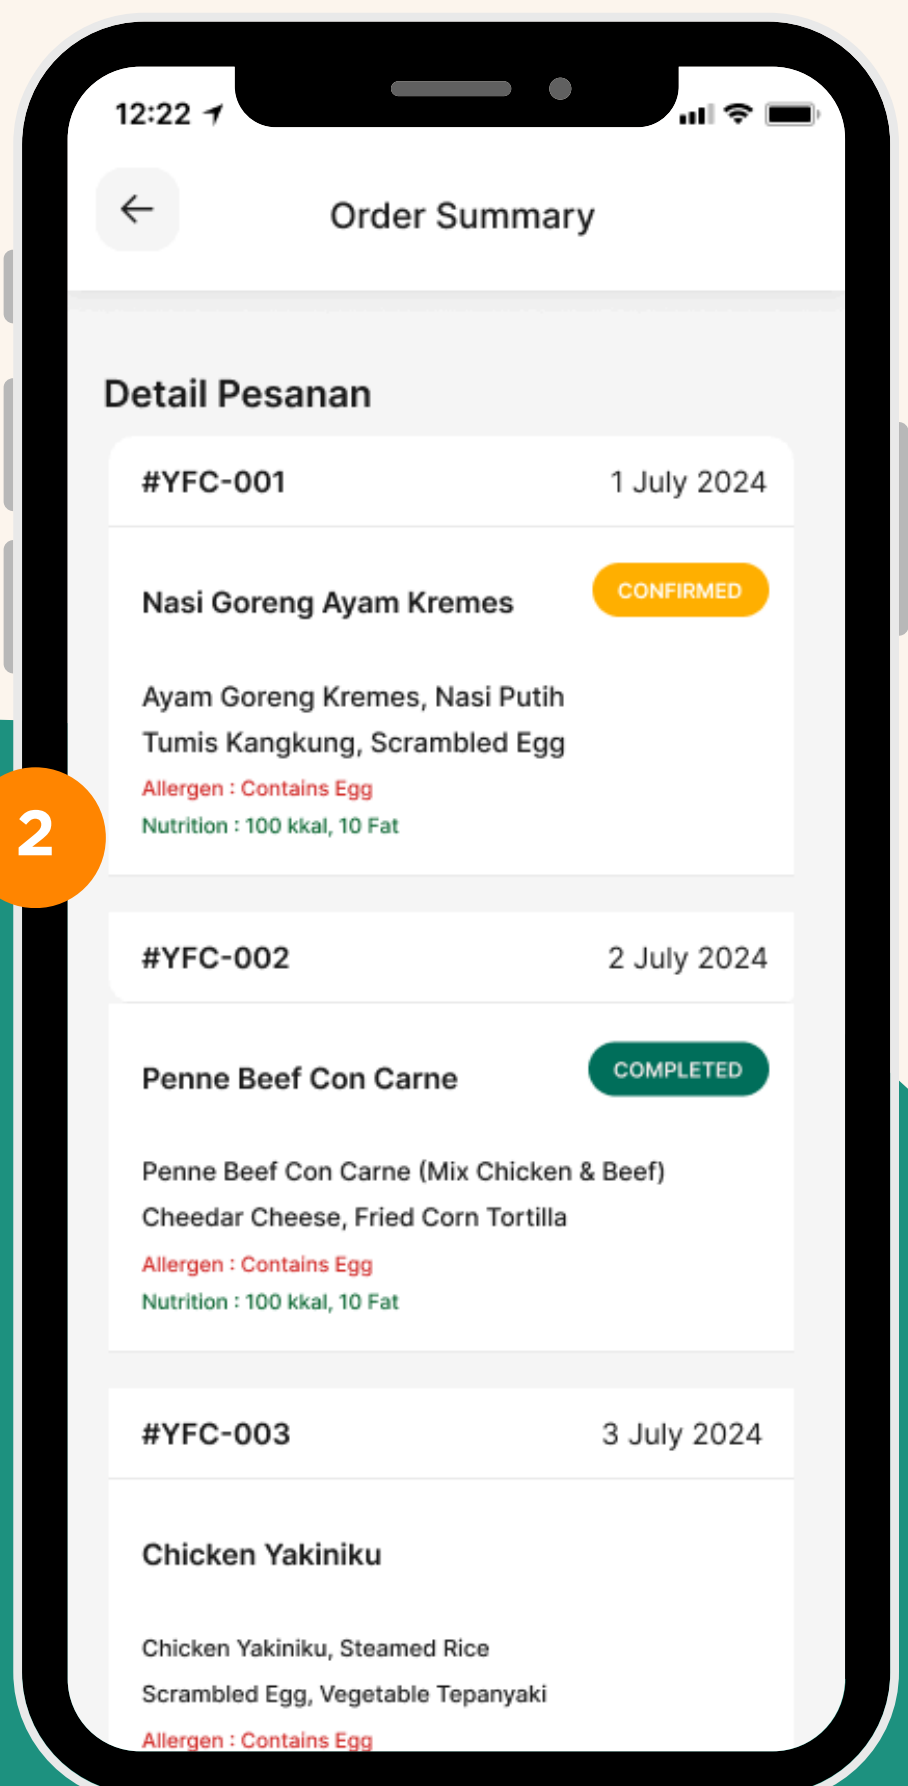 12:22
Order Summary
Detail Pesanan
#YFC-001 1 July 2024
Nasi Goreng Ayam Kremes CONFIRMED
Ayam Goreng Kremes, Nasi Putih
Tumis Kangkung, Scrambled Egg
Allergen : Contains Egg
Nutrition : 100 kkal, 10 Fat
2
#YFC-002 2 July 2024
Penne Beef Con Carne COMPLETED
Penne Beef Con Carne (Mix Chicken & Beef)
Cheedar Cheese, Fried Corn Tortilla
Allergen : Contains Egg
Nutrition : 100 kkal, 10 Fat
#YFC-003 3 July 2024
Chicken Yakiniku
Chicken Yakiniku, Steamed Rice
Scrambled Egg, Vegetable Tepanyaki
Allergen : Contains Egg